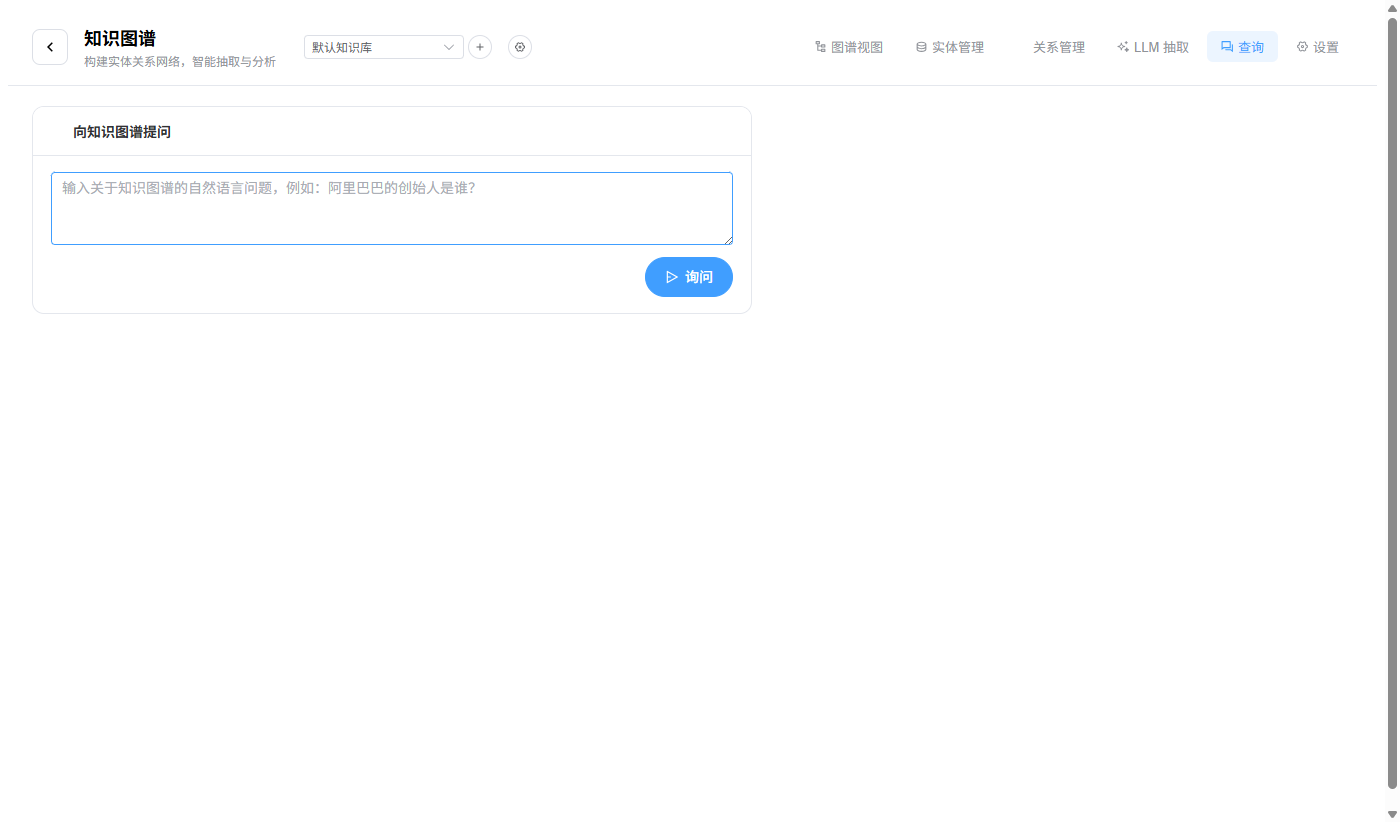 知识图谱
构建实体关系网络，智能抽取与分析
默认知识库
图谱视图
实体管理
关系管理
LLM 抽取
查询
设置
向知识图谱提问
输入关于知识图谱的自然语言问题，例如：阿里巴巴的创始人是谁？
询问